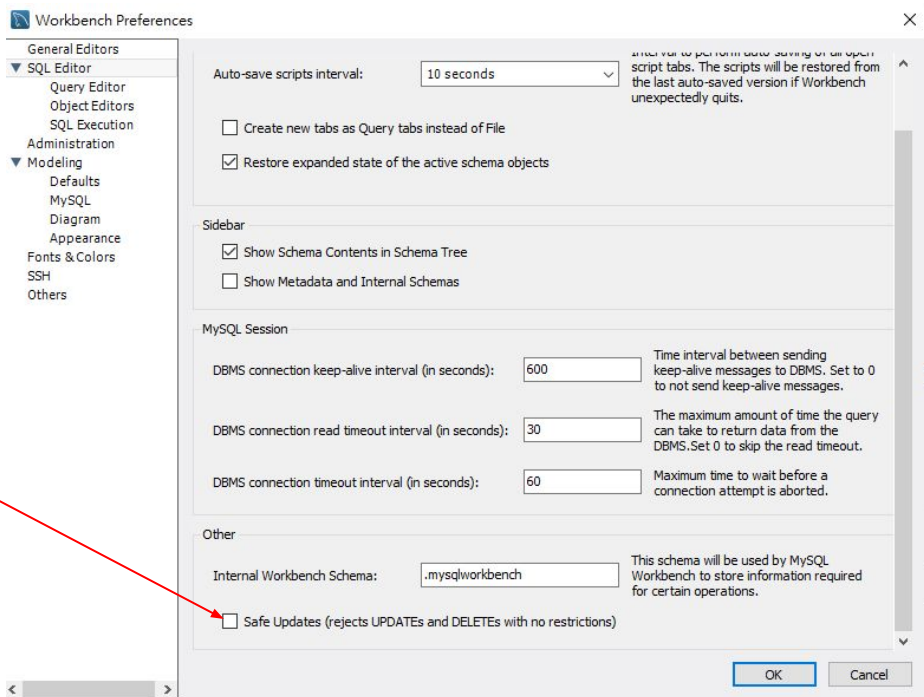 Workbench Preferences
General Editors
SQL Editor
Query Editor
Object Editors
SQL Execution
Administration
Modeling
Defaults
MySQL
Diagram
Appearance
Fonts & Colors
SSH
Others
Interval to perform auto-saving of all open
Auto-save scripts interval:
10 seconds
script tabs. The scripts will be restored from
the last auto-saved version if Workbench
unexpectedly quits.
Create new tabs as Query tabs instead of File
Restore expanded state of the active schema objects
Sidebar
Show Schema Contents in Schema Tree
Show Metadata and Internal Schemas
MySQL Session
DBMS connection keep-alive interval (in seconds):
600
Time interval between sending
keep-alive messages to DBMS. Set to 0
to not send keep-alive messages.
DBMS connection read timeout interval (in seconds):
30
The maximum amount of time the query
can take to return data from the
DBMS.Set 0 to skip the read timeout.
DBMS connection timeout interval (in seconds):
60
Maximum time to wait before a
connection attempt is aborted.
Other
Internal Workbench Schema:
.mysqlworkbench
This schema will be used by MySQL
Workbench to store information required
for certain operations.
Safe Updates (rejects UPDATEs and DELETEs with no restrictions)
OK
Cancel